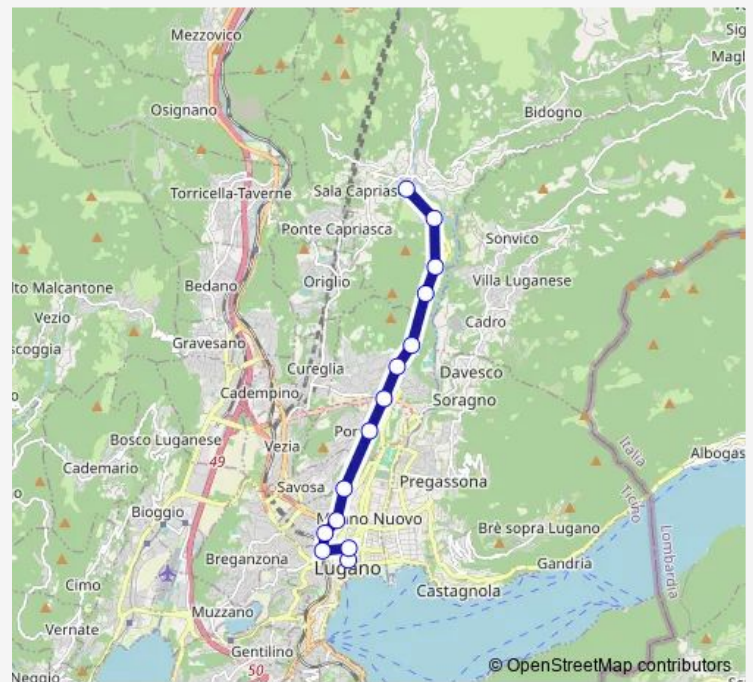 Mezzovico
Sig
Magl
Osignano
Bidogno
Torricella-Taverne
Sala Caprias
Ponte Capriasca
Sonvico
lto Malcantone
Bedano
Origlio
Villa Luganese
Vezio
Cadro
scoggia
Gravesano
Cureglia
Davesco
Cadempino
Soragno
Bosco Luganese
Vezia
Por
Italia
Albogas
Cademario
49
Savosa
Pregassona
Ticino
Bioggio
Nuovo
Brè sopra Lugano
Lombardia
Breganzona
Lugano
Gandria
Cimo
Castagnola
Muzzano
Vernate
Gentilino
Neggio
50
© OpenStreetMap contributors